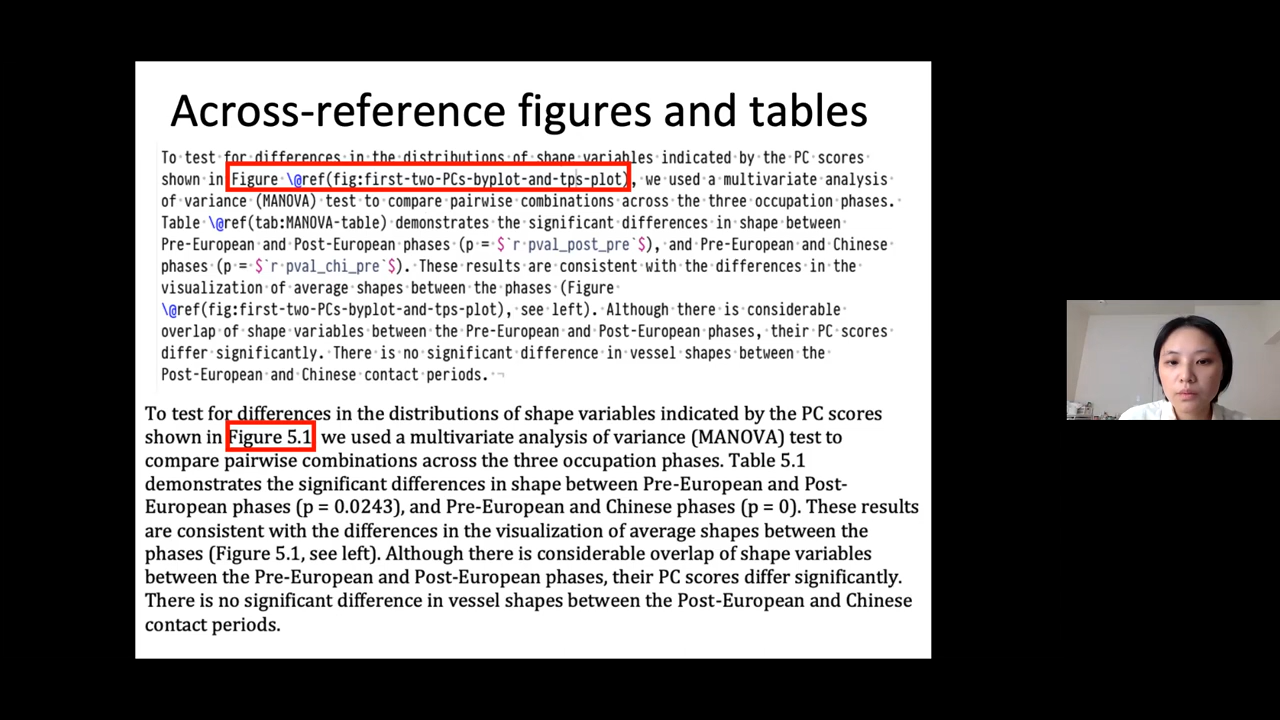 Across-reference figures and tables
To test for differences in the distributions of shape variables indicated by the PC scores
shown in Figure \@ref(fig:first-two-PCs-byplot-and-tps-plot), we used a multivariate analysis
of variance (MANOVA) test to compare pairwise combinations across the three occupation phases.
Table \@ref(tab:MANOVA-table) demonstrates the significant differences in shape between
Pre-European and Post-European phases (p = $`r pval_post_pre`$), and Pre-European and Chinese
phases (p = $`r pval_chi_pre`$). These results are consistent with the differences in the
visualization of average shapes between the phases (Figure
\@ref(fig:first-two-PCs-byplot-and-tps-plot), see left). Although there is considerable
overlap of shape variables between the Pre-European and Post-European phases, their PC scores
differ significantly. There is no significant difference in vessel shapes between the
Post-European and Chinese contact periods. ¬
To test for differences in the distributions of shape variables indicated by the PC scores
shown in Figure 5.1, we used a multivariate analysis of variance (MANOVA) test to
compare pairwise combinations across the three occupation phases. Table 5.1
demonstrates the significant differences in shape between Pre-European and Post-
European phases (p = 0.0243), and Pre-European and Chinese phases (p = 0). These results
are consistent with the differences in the visualization of average shapes between the
phases (Figure 5.1, see left). Although there is considerable overlap of shape variables
between the Pre-European and Post-European phases, their PC scores differ significantly.
There is no significant difference in vessel shapes between the Post-European and Chinese
contact periods.